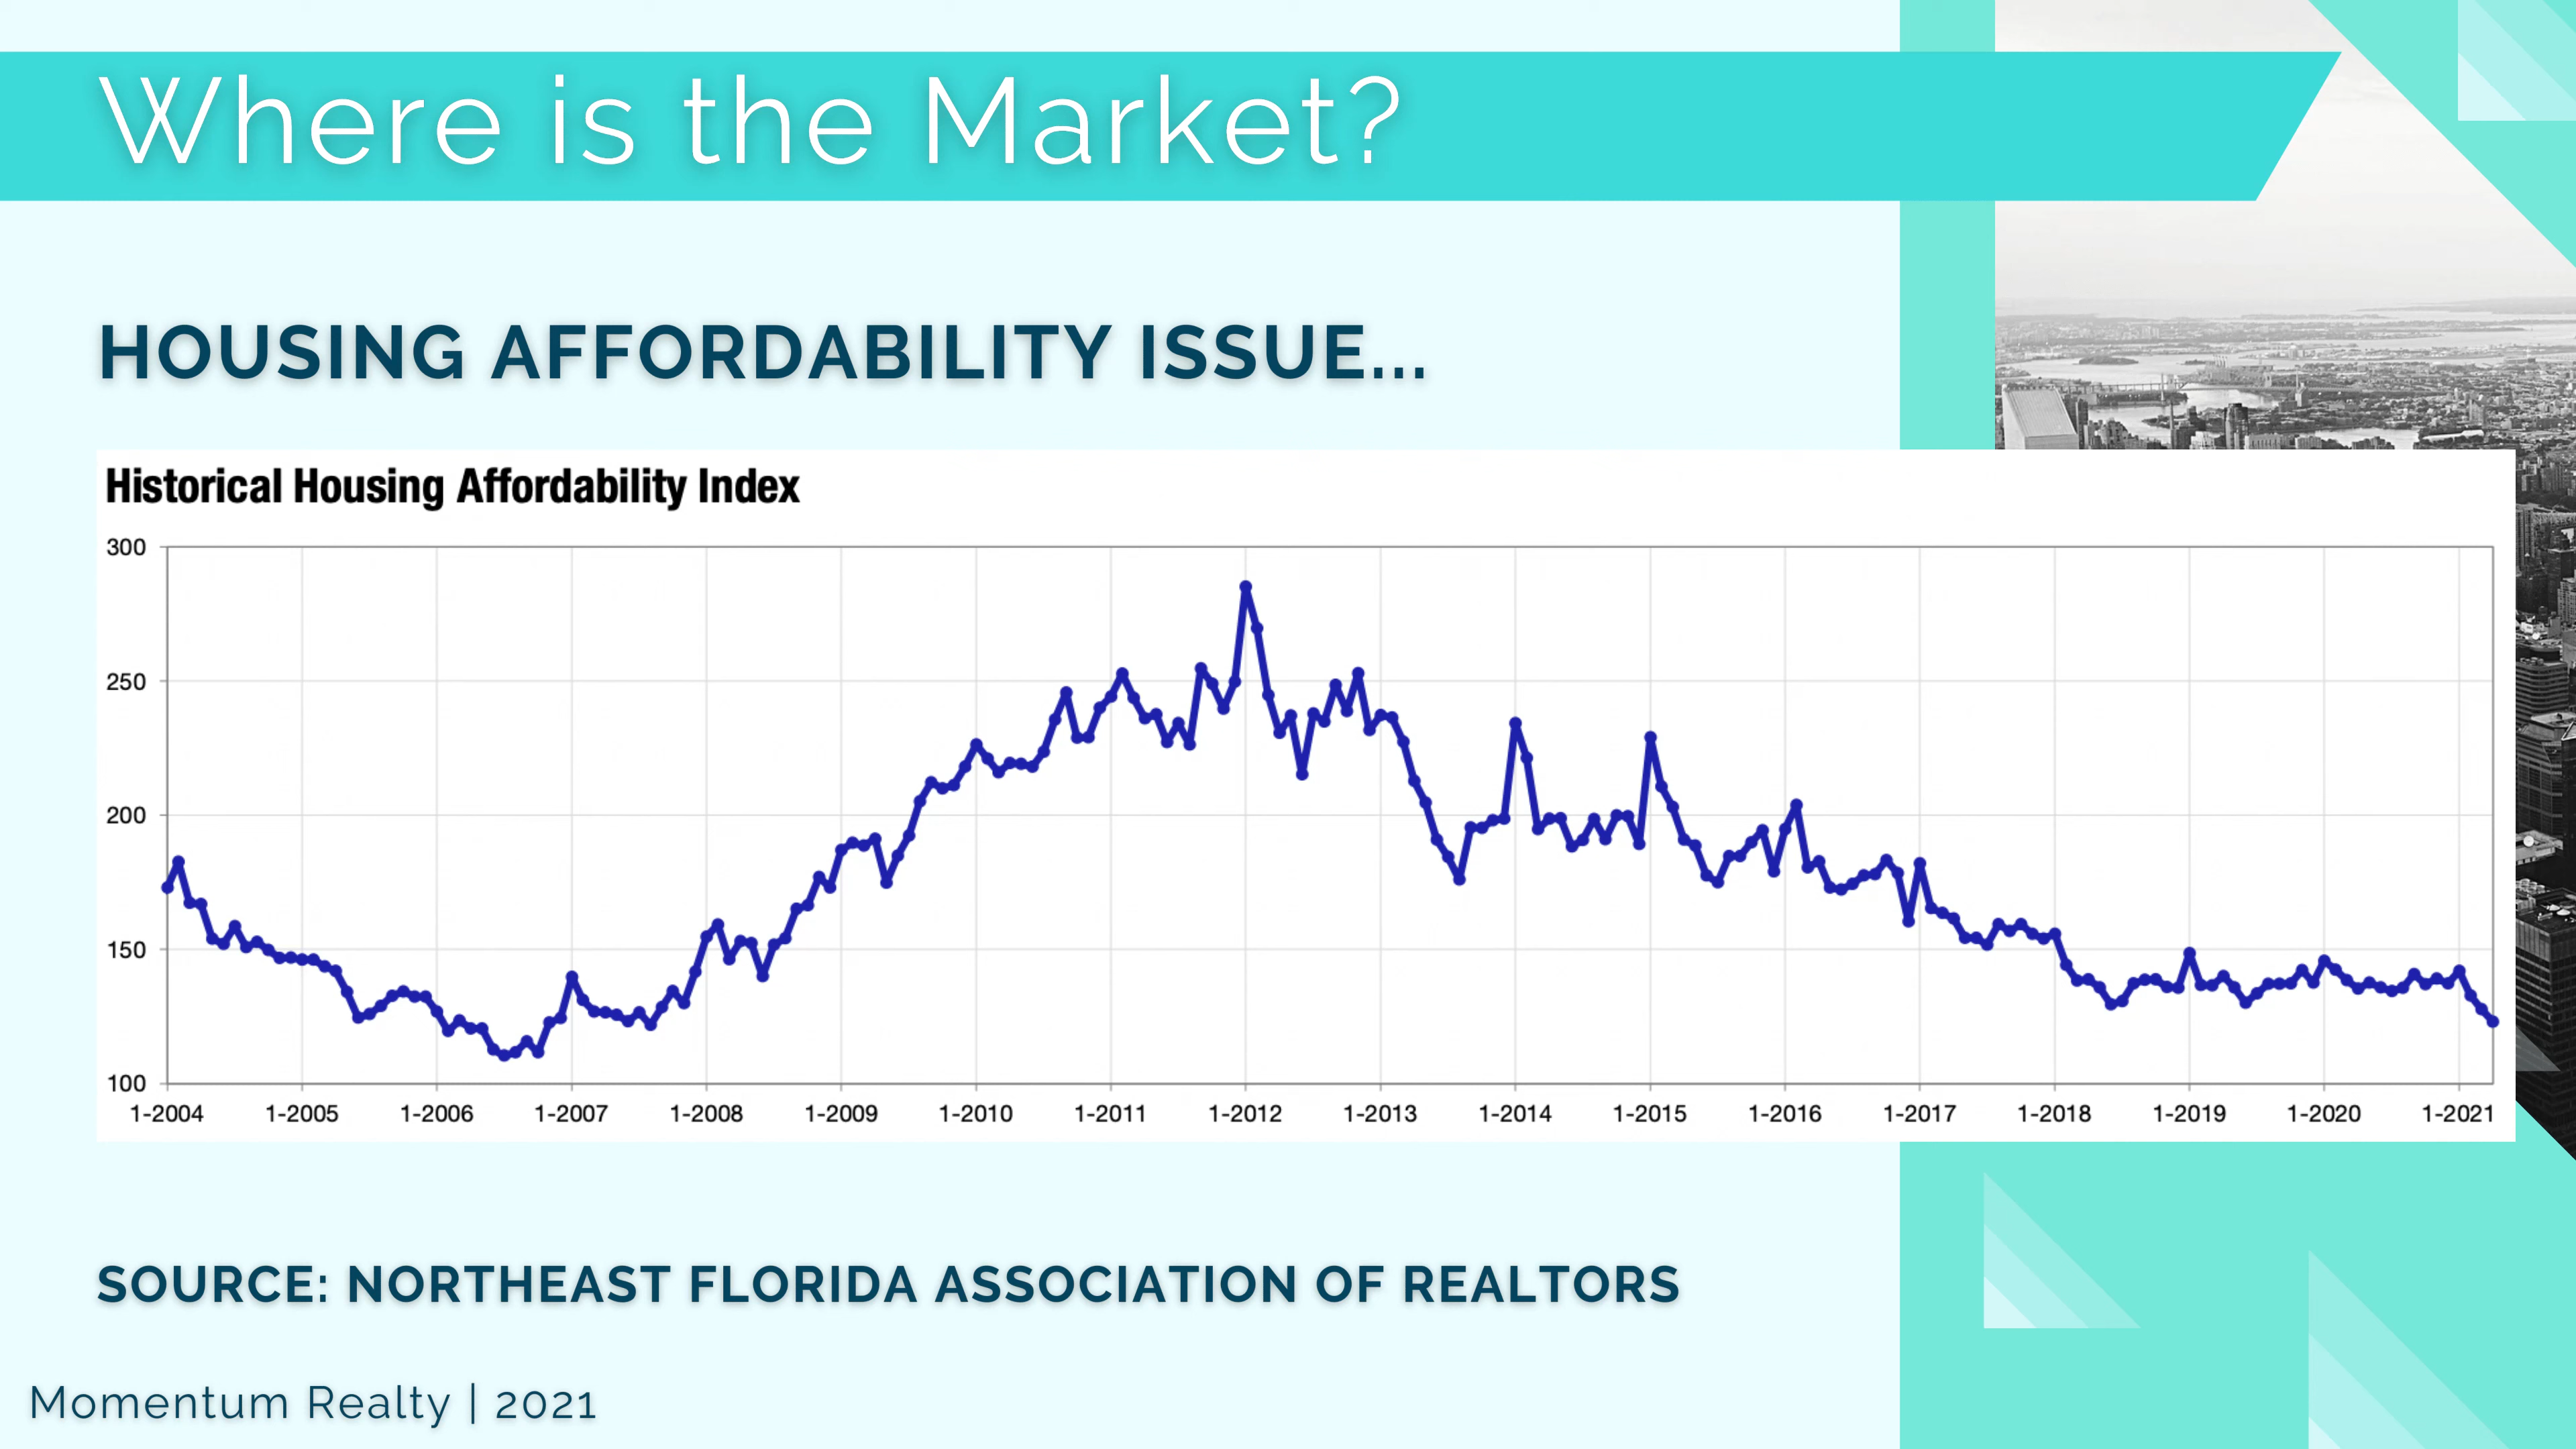 Where is the Market?
HOUSING AFFORDABILITY ISSUE...
Historical Housing Affordability Index
300
250
200
150
100
1-2004 1-2005 1-2006 1-2007 1-2008 1-2009 1-2010 1-2011 1-2012 1-2013 1-2014 1-2015 1-2016 1-2017 1-2018 1-2019 1-2020 1-2021
SOURCE: NORTHEAST FLORIDA ASSOCIATION OF REALTORS
Momentum Realty | 2021